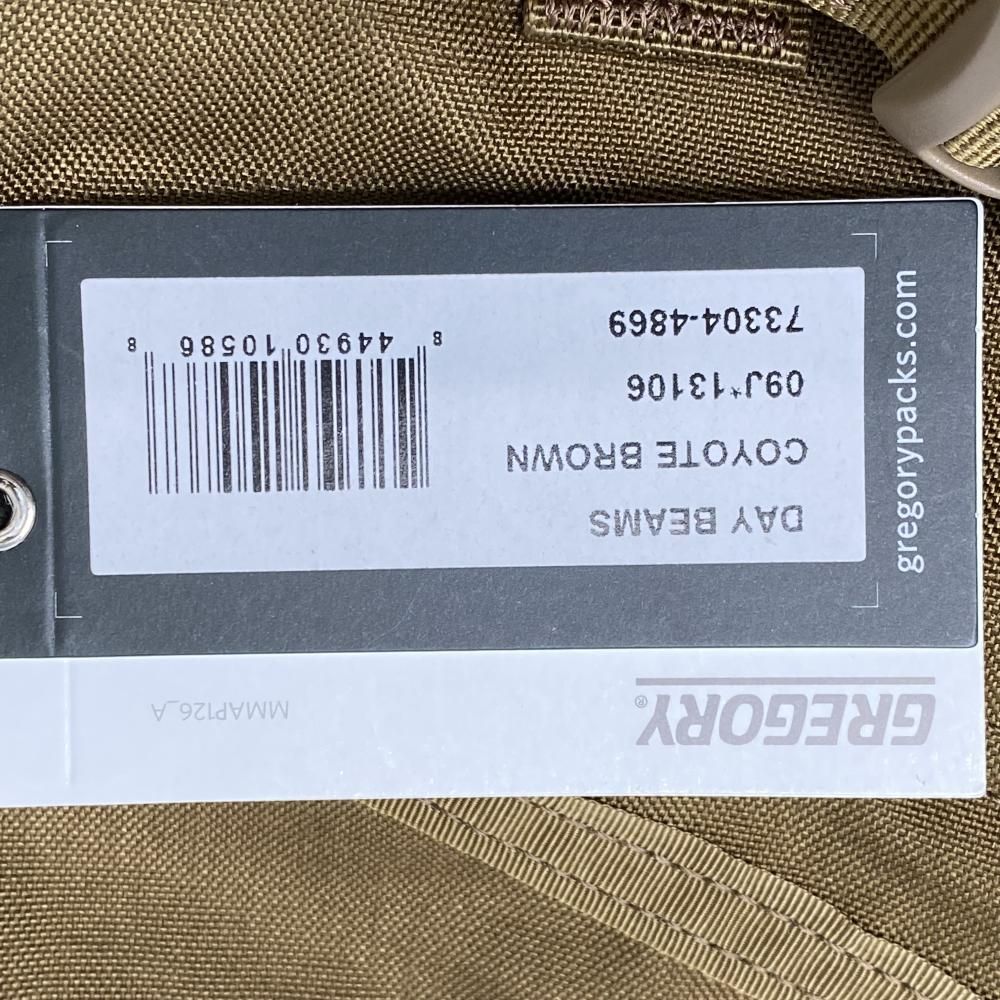 GREGORY®
MMAP126_A
DAY BEAMS
COYOTE BROWN
09J*13106
73304-4869
8 44930 10586 8
gregorypacks.com